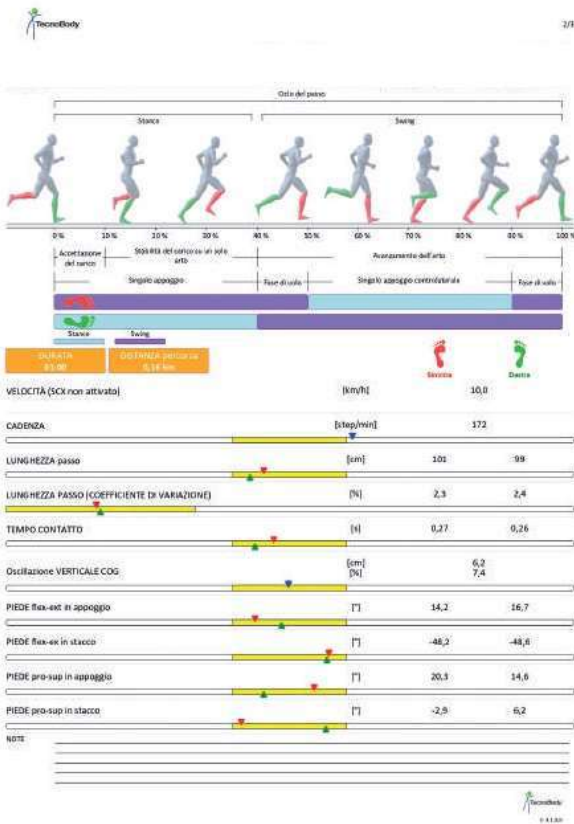 TecnoBody
2/3
Ciclo del passo
Stance Swing
0% 10% 20% 30% 40% 50% 60% 70% 80% 90% 100%
Accettazione del carico Stabilità del carico su un solo arto Avanzamento dell'arto
Singolo appoggio Fase di volo Singolo appoggio controlaterale Fase di volo
Stance Swing
DURATA DISTANZA percorsa
01:00 0,16 km
Sinistro Destro
VELOCITÀ (SCX non attivato) [km/h] 10,0
CADENZA [step/min] 172
LUNGHEZZA passo [cm] 101 99
LUNGHEZZA PASSO (COEFFICIENTE DI VARIAZIONE) [%] 2,3 2,4
TEMPO CONTATTO [s] 0,27 0,26
Oscillazione VERTICALE COG [cm] 6,2
[%] 7,4
PIEDE flex-ext in appoggio [°] 14,2 16,7
PIEDE flex-ex in stacco [°] -48,2 -48,6
PIEDE pro-sup in appoggio [°] 20,3 14,6
PIEDE pro-sup in stacco [°] -2,9 6,2
NOTE
TecnoBody